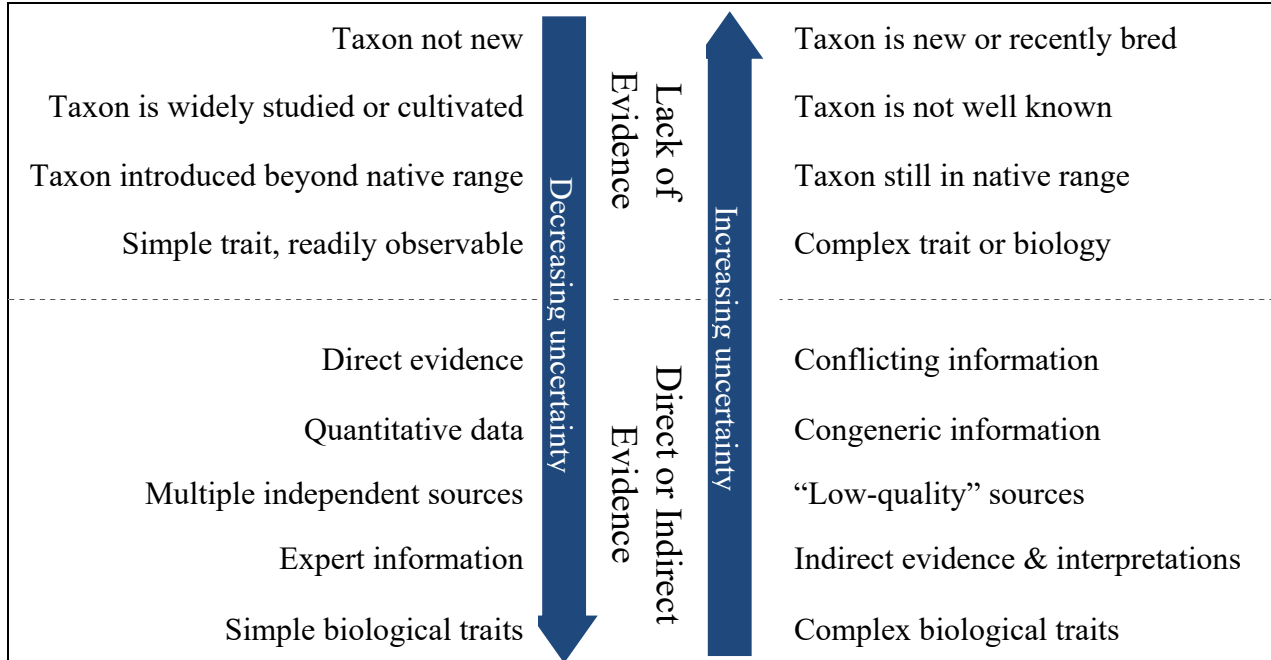 Taxon not new
Taxon is widely studied or cultivated
Taxon introduced beyond native range
Simple trait, readily observable
Direct evidence
Quantitative data
Multiple independent sources
Expert information
Simple biological traits
Decreasing uncertainty
Lack of
Evidence
Direct or Indirect
Evidence
Increasing uncertainty
Taxon is new or recently bred
Taxon is not well known
Taxon still in native range
Complex trait or biology
Conflicting information
Congeneric information
“Low-quality” sources
Indirect evidence & interpretations
Complex biological traits